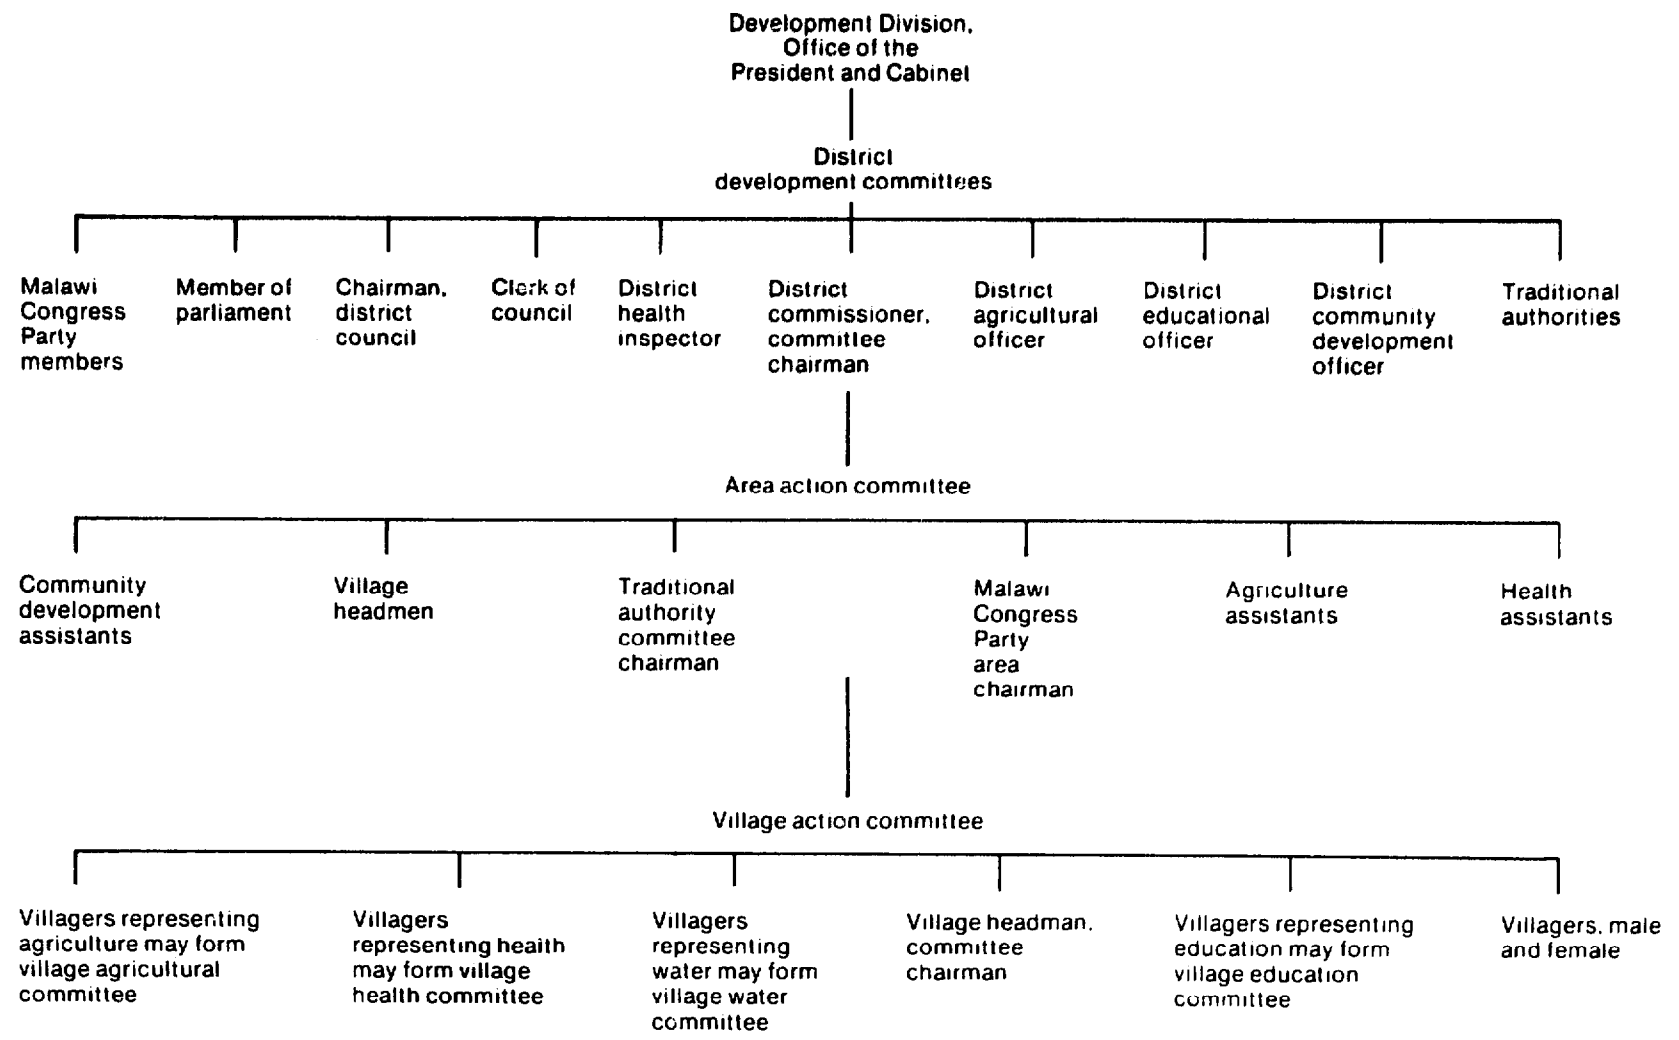 Development Division,
Office of the
President and Cabinet
District
development committees
Malawi
Congress
Party
members
Member of
parliament
Chairman,
district
council
Clerk of
council
District
health
inspector
District
commissioner,
committee
chairman
District
agricultural
officer
District
educational
officer
District
community
development
officer
Traditional
authorities
Area action committee
Community
development
assistants
Village
headmen
Traditional
authority
committee
chairman
Malawi
Congress
Party
area
chairman
Agriculture
assistants
Health
assistants
Village action committee
Villagers representing
agriculture may form
village agricultural
committee
Villagers
representing health
may form village
health committee
Villagers
representing
water may form
village water
committee
Village headman,
committee
chairman
Villagers representing
education may form
village education
committee
Villagers, male
and female